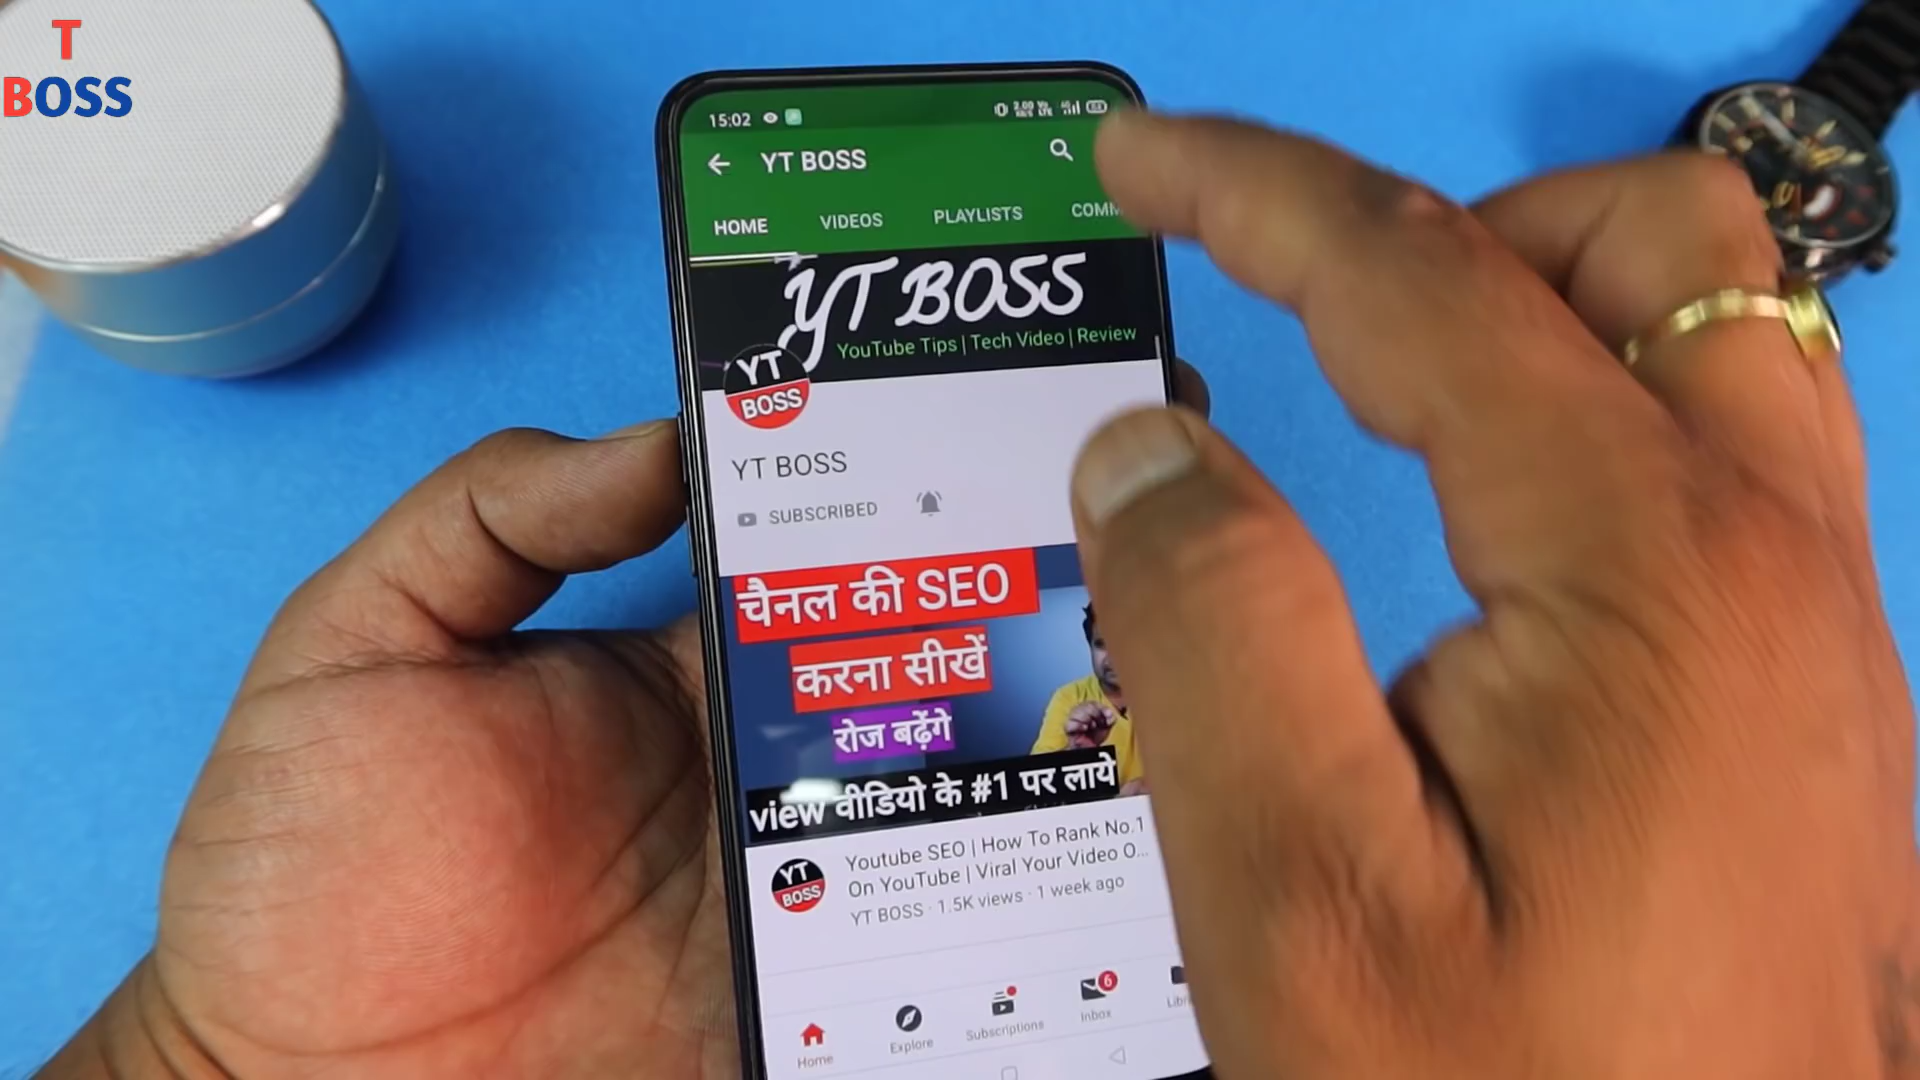 T
BOSS
15:02
YT BOSS
HOME VIDEOS PLAYLISTS COMM
YT BOSS
YouTube Tips | Tech Video | Review
YT
BOSS
YT BOSS
SUBSCRIBED
चैनल की SEO
करना सीखें
रोज बढ़ेंगे
view वीडियो के #1 पर लाये
YT
BOSS
Youtube SEO | How To Rank No.1
On YouTube | Viral Your Video O...
YT BOSS · 1.5K views · 1 week ago
6
Home Explore Subscriptions Inbox